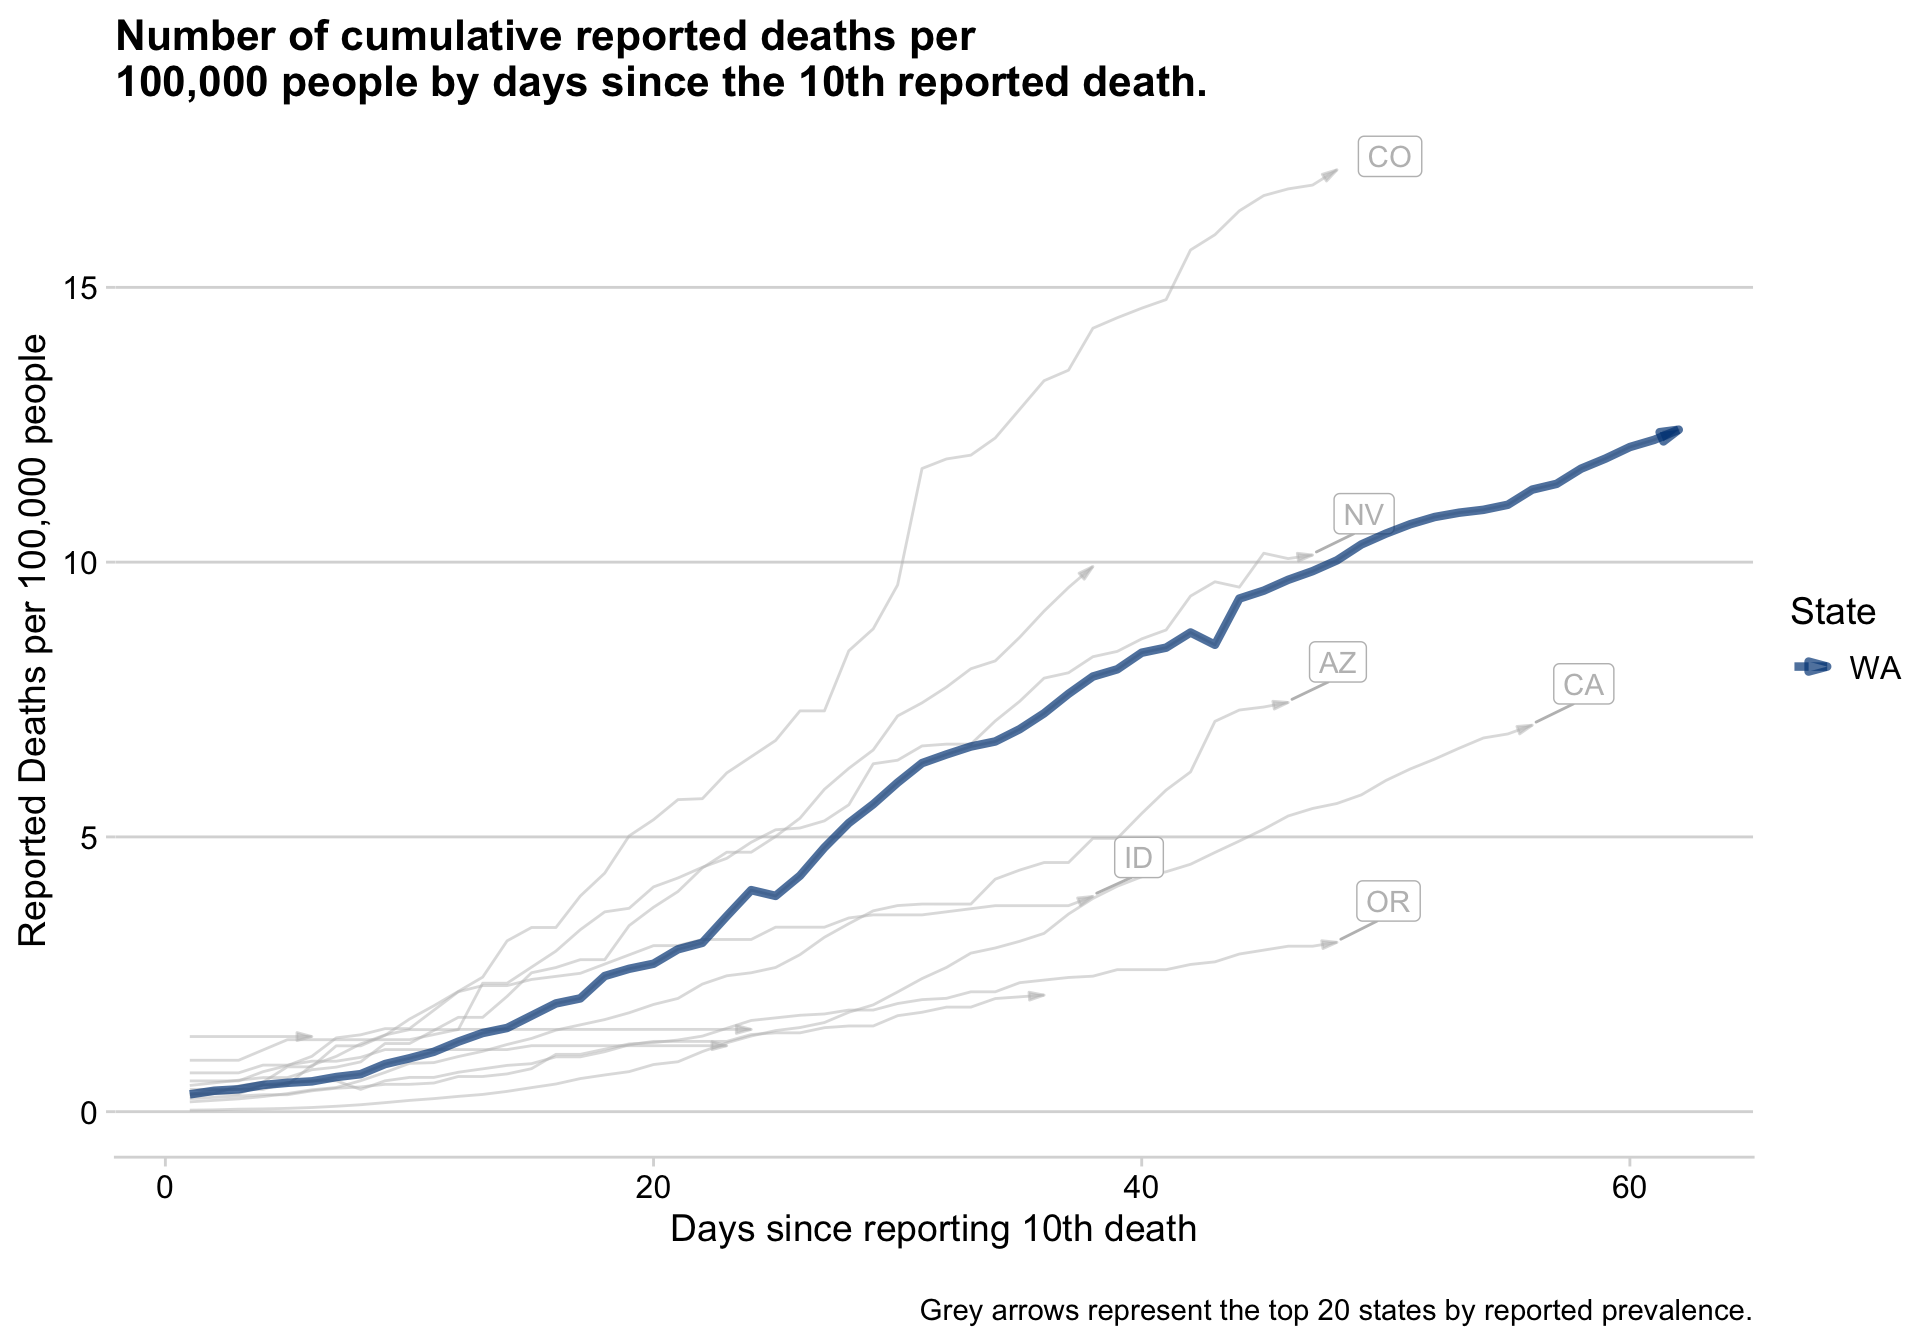 Number of cumulative reported deaths per
100,000 people by days since the 10th reported death.
CO
15
NV
10
AZ
CA
ID
5
OR
0
Reported Deaths per 100,000 people
State
WA
0 20 40 60
Days since reporting 10th death
Grey arrows represent the top 20 states by reported prevalence.